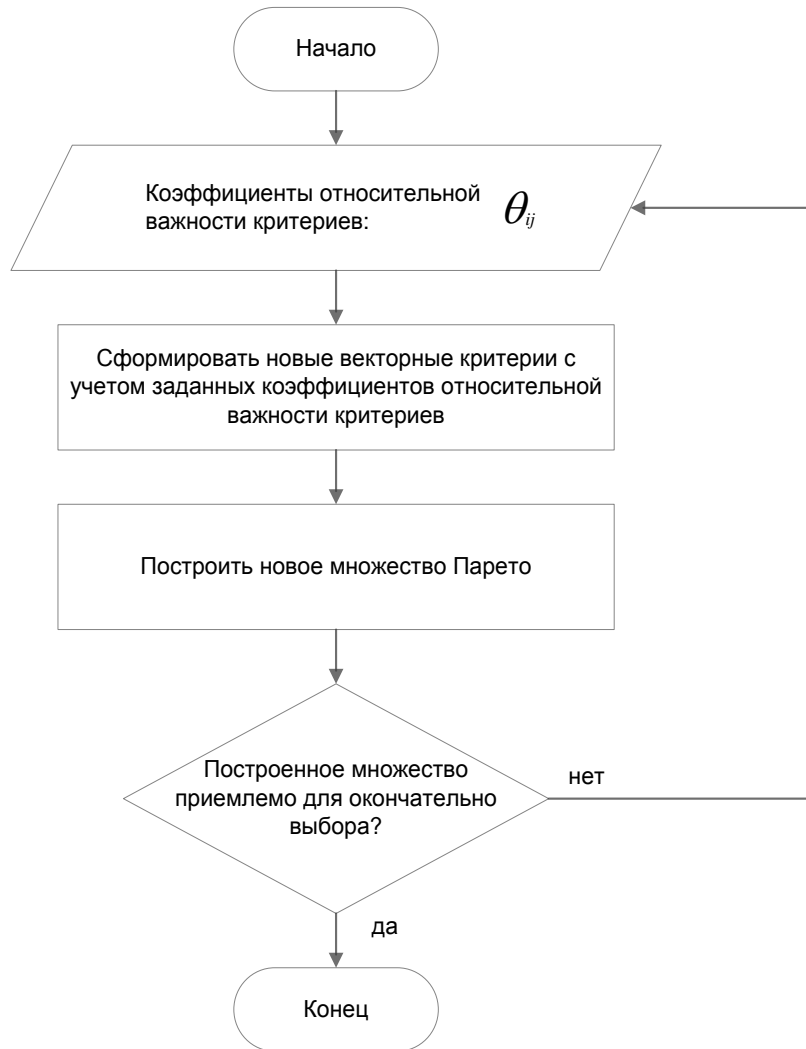 Начало
Коэффициенты относительной
важности критериев:
θij
Сформировать новые векторные критерии с
учетом заданных коэффициентов относительной
важности критериев
Построить новое множество Парето
Построенное множество
приемлемо для окончательно
выбора?
нет
да
Конец